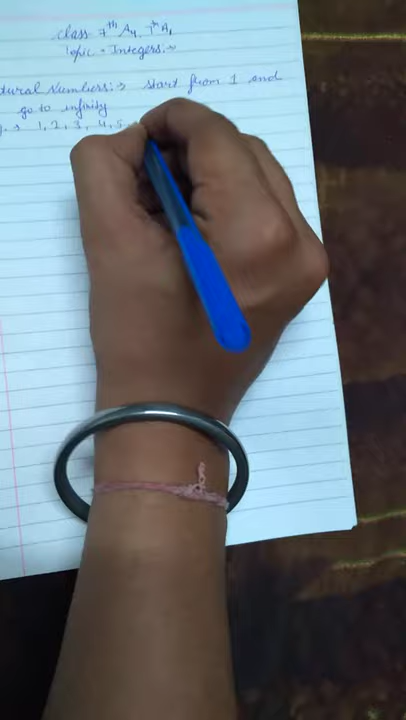 class 7th A4, 7th A1
Topic = Integers :⇒
tural Numbers :⇒ start from 1 and
go to infinity
1, 2, 3, 4, 5,